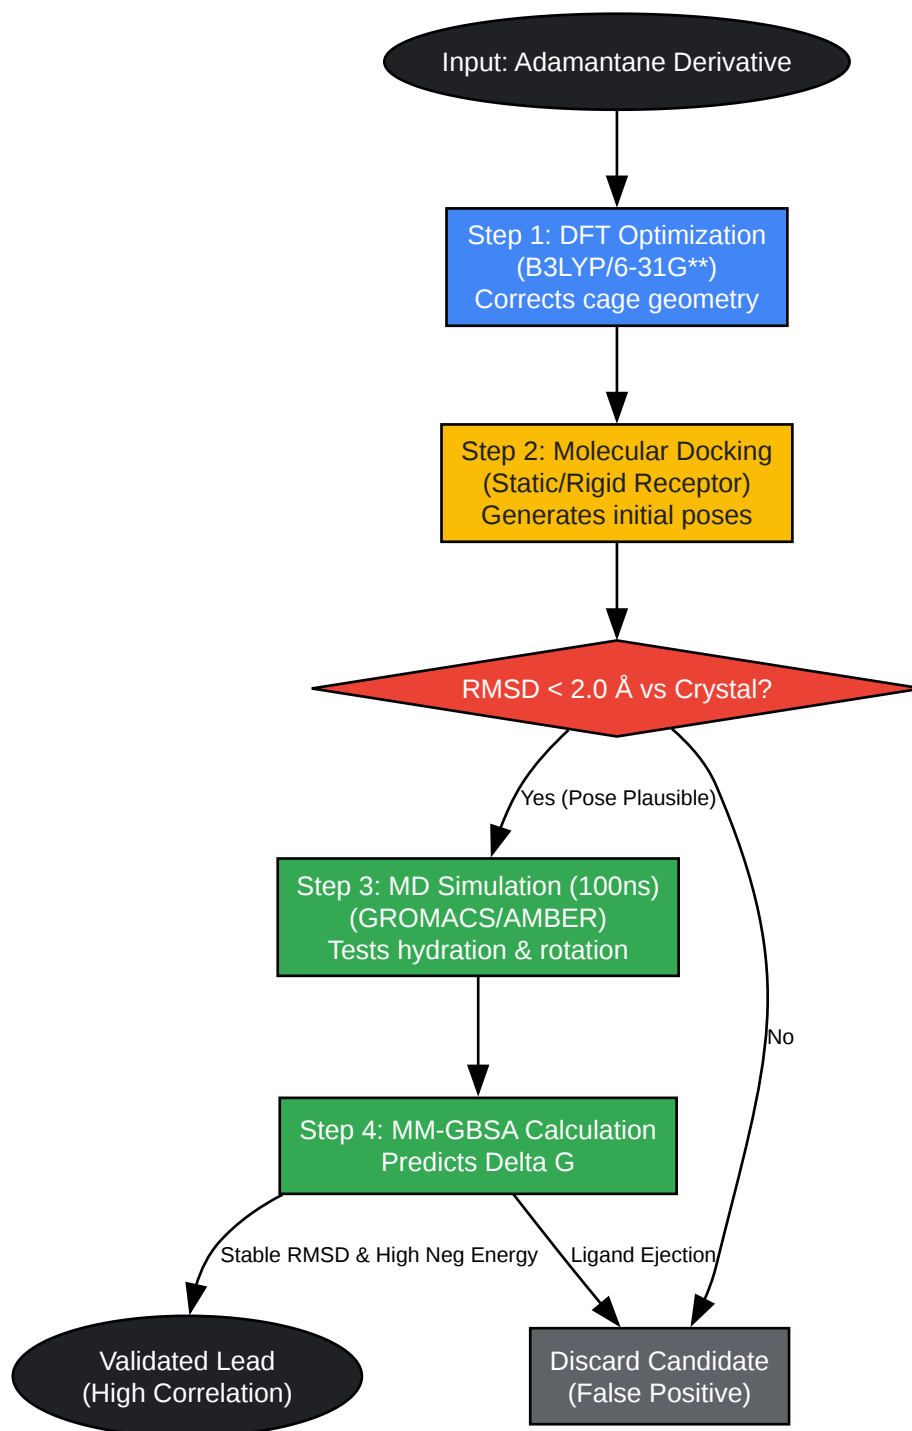 Input: Adamantane Derivative
Step 1: DFT Optimization
(B3LYP/6-31G**)
Corrects cage geometry
Step 2: Molecular Docking
(Static/Rigid Receptor)
Generates initial poses
RMSD < 2.0 Å vs Crystal?
Yes (Pose Plausible)
Step 3: MD Simulation (100ns)
(GROMACS/AMBER)
Tests hydration & rotation
No
Step 4: MM-GBSA Calculation
Predicts Delta G
Stable RMSD & High Neg Energy
Ligand Ejection
Validated Lead
(High Correlation)
Discard Candidate
(False Positive)